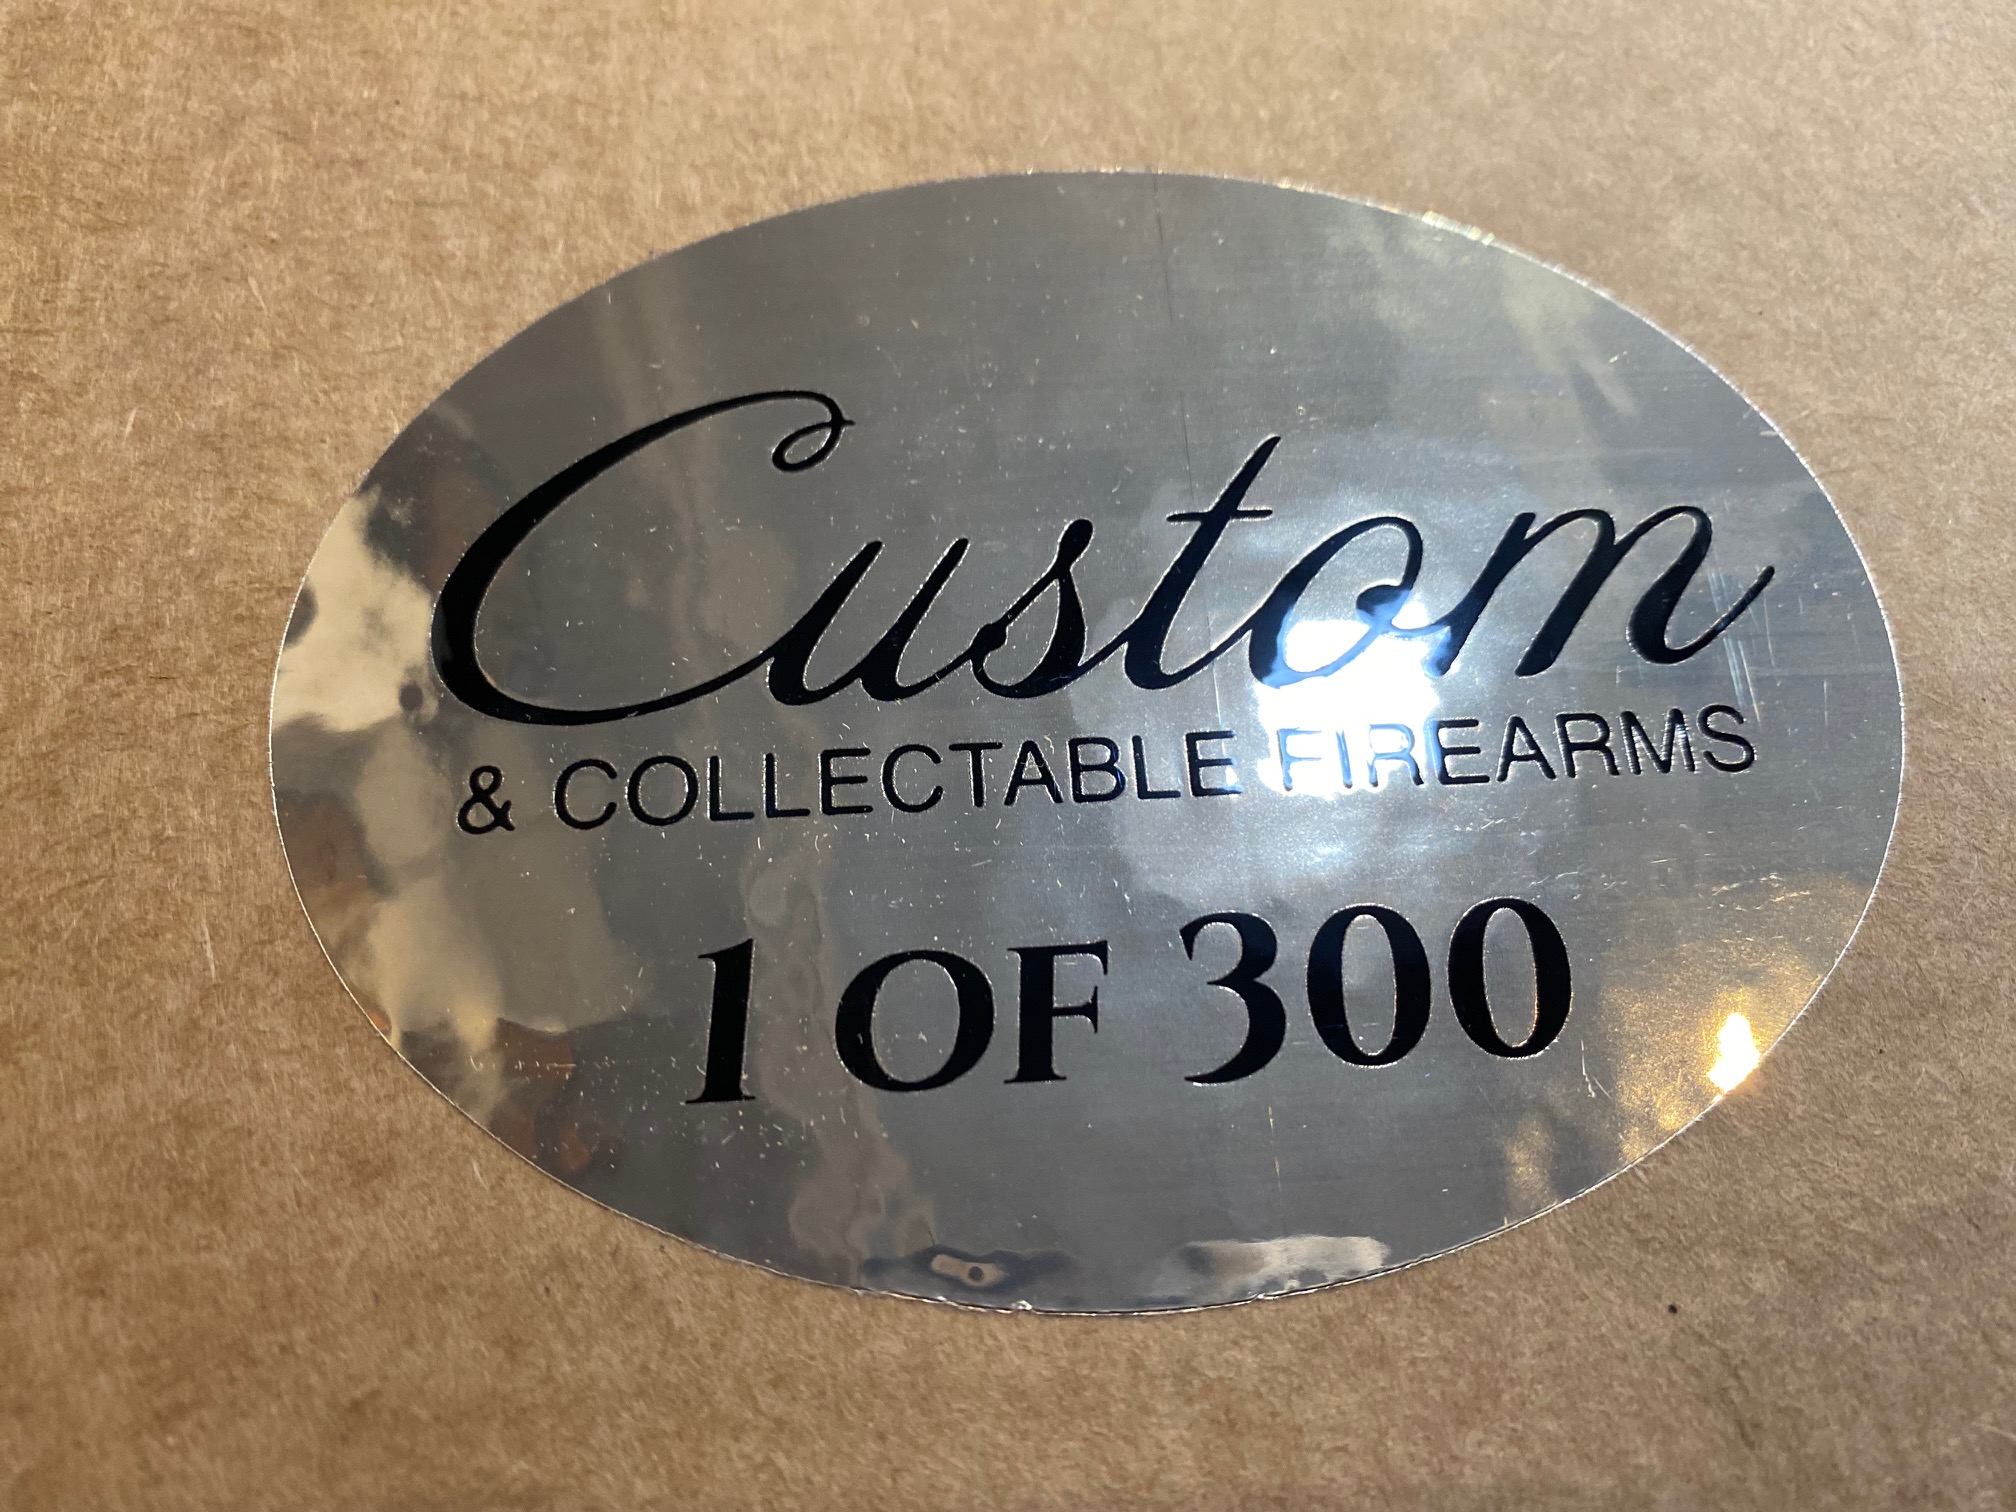 Custom
& COLLECTABLE FIREARMS
1 OF 300